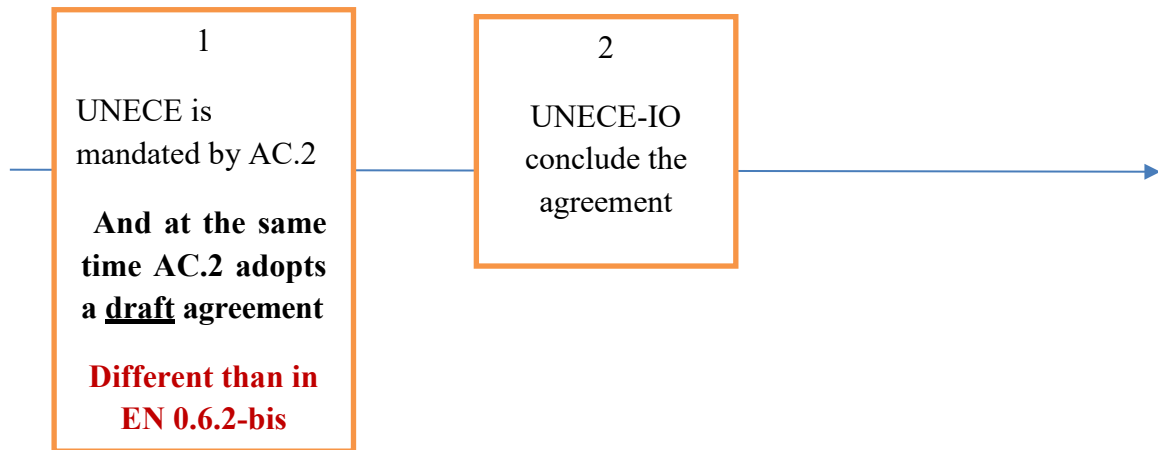 1
UNECE is
mandated by AC.2
And at the same
time AC.2 adopts
a draft agreement
Different than in
EN 0.6.2-bis
2
UNECE-IO
conclude the
agreement